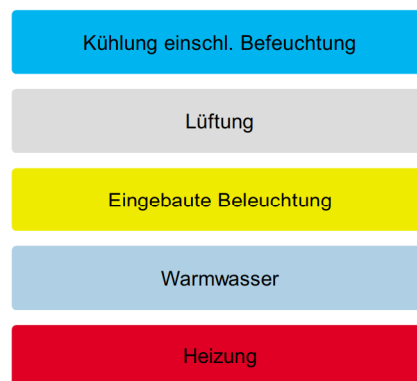 Kühlung einschl. Befeuchtung
Lüftung
Eingebaute Beleuchtung
Warmwasser
Heizung